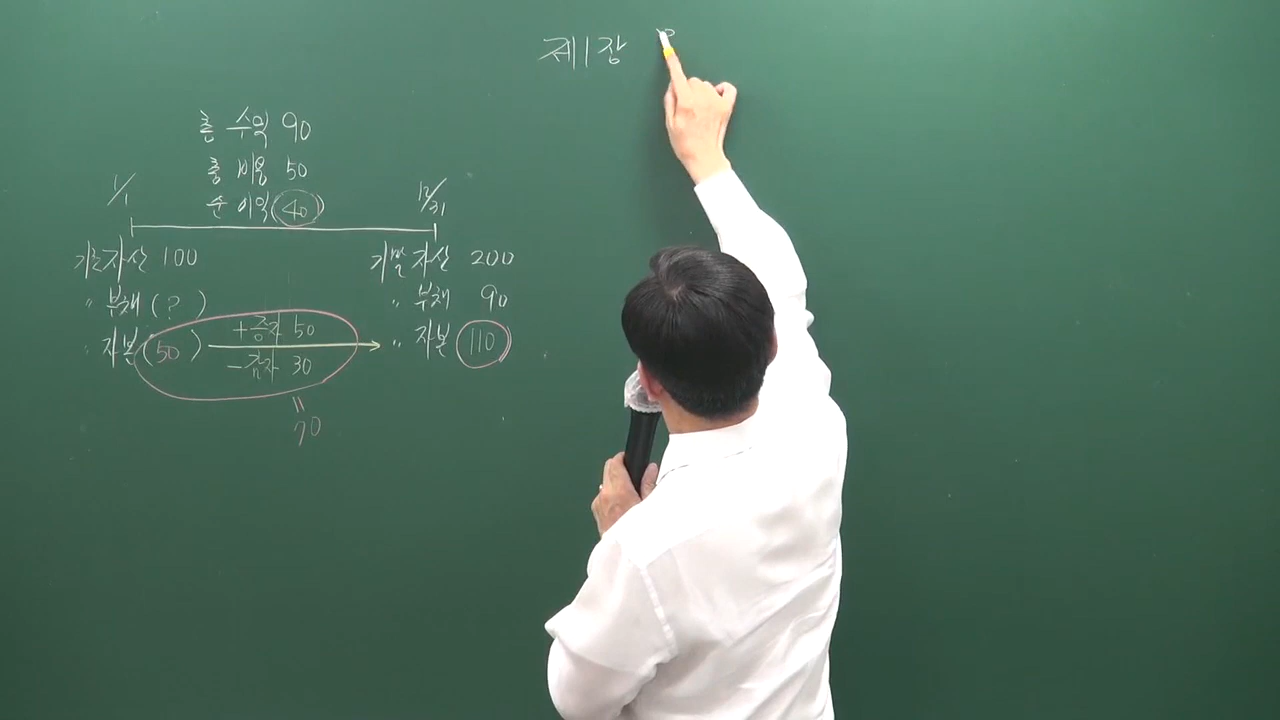 제1장
총 수익 90
총 비용 50
순 이익 (40)
1/1
12/31
기초자산 100
기말 자산 200
" 부채 (?)
" 부채 90
" 자본 (50)
+증자 50
-감자 30
" 자본 (110)
=
70